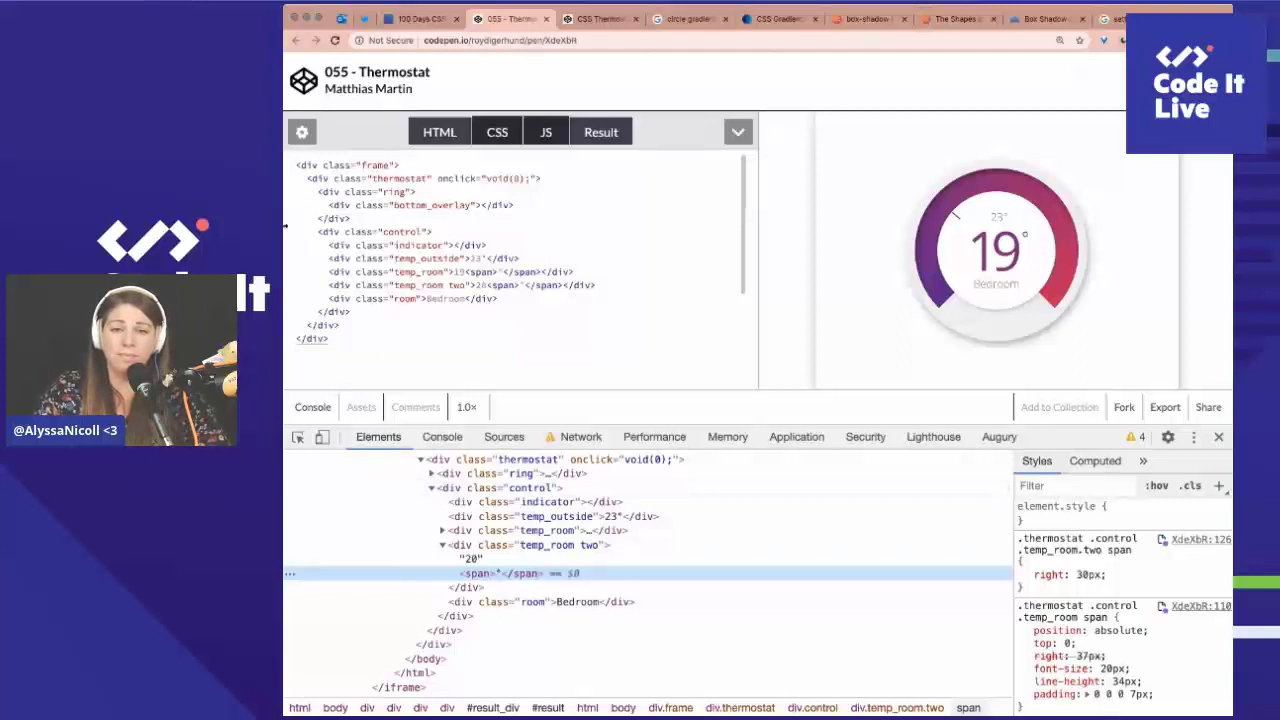 100 Days CSS
055 - Thermo
CSS Thermos
circle gradien
CSS Gradien
box-shadow
The Shapes
Box Shadow
Not Secure | codepen.io/roydigerhund/pen/XdeXbR
055 - Thermostat
Matthias Martin
Code It
Live
HTML
CSS
JS
Result
<div class="frame">
<div class="thermostat" onclick="void(0);">
<div class="ring">
<div class="bottom_overlay"></div>
</div>
<div class="control">
<div class="indicator"></div>
<div class="temp_outside">23°</div>
<div class="temp_room">19<span>°</span></div>
<div class="temp_room two">20<span>°</span></div>
<div class="room">Bedroom</div>
</div>
</div>
</div>
23°
19°
Bedroom
It
@AlyssaNicoll <3
Console
Assets
Comments
1.0×
Add to Collection
Fork
Export
Share
Elements
Console
Sources
Network
Performance
Memory
Application
Security
Lighthouse
Augury
4
<div class="thermostat" onclick="void(0);">
<div class="ring">…</div>
<div class="control">
<div class="indicator"></div>
<div class="temp_outside">23°</div>
<div class="temp_room">…</div>
<div class="temp_room two">
"20"
<span>°</span> == $0
</div>
<div class="room">Bedroom</div>
</div>
</div>
</div>
</body>
</html>
</iframe>
html body div div div #result_div #result html body div.frame div.thermostat div.control div.temp_room.two span
Styles
Computed
Filter
:hov .cls +
element.style {
}
.thermostat .control XdeXbR:126
.temp_room.two span
{
right: 30px;
}
.thermostat .control XdeXbR:110
.temp_room span {
position: absolute;
top: 0;
right: 37px;
font-size: 20px;
line-height: 34px;
padding: 0 0 0 7px;
}